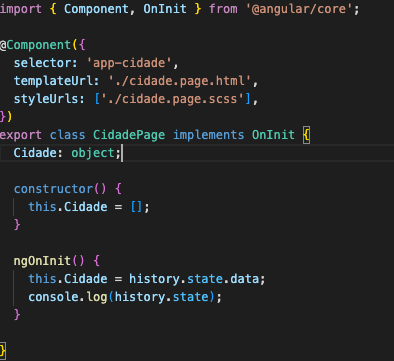 import { Component, OnInit } from '@angular/core';
@Component({
selector: 'app-cidade',
templateUrl: './cidade.page.html',
styleUrls: ['./cidade.page.scss'],
})
export class CidadePage implements OnInit {
Cidade: object;
constructor() {
this.Cidade = [];
}
ngOnInit() {
this.Cidade = history.state.data;
console.log(history.state);
}
}